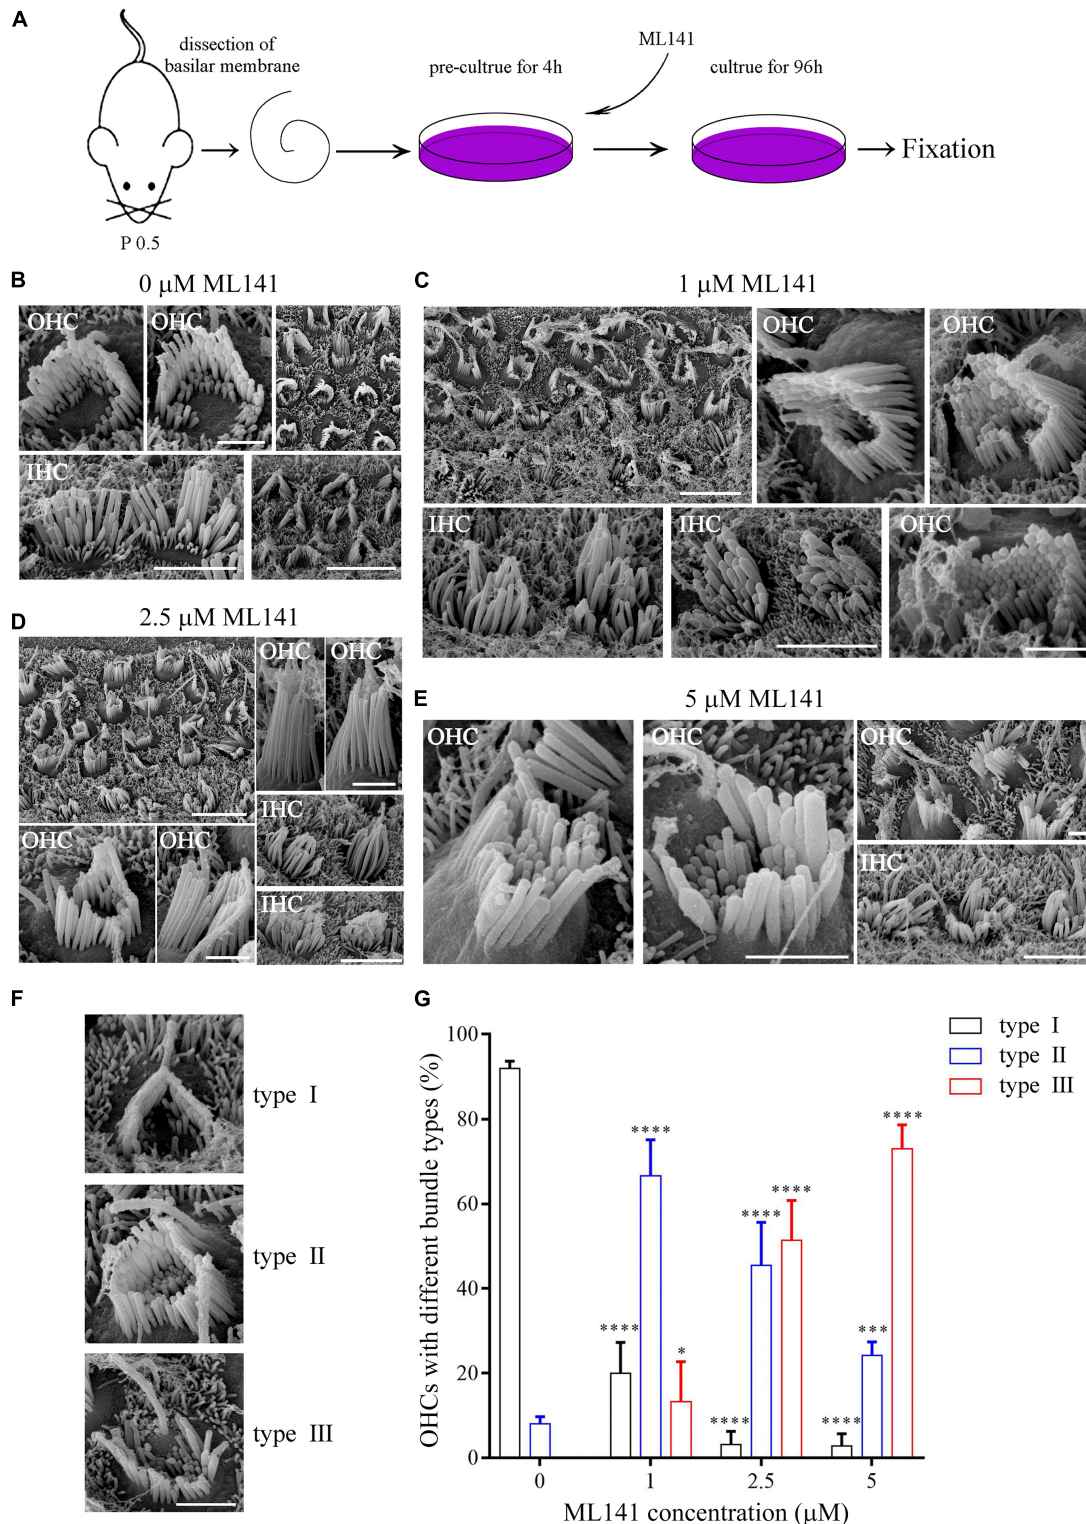 A
dissection of
basilar membrane
pre-cultrue for 4h
ML141
cultrue for 96h
Fixation
P 0.5
B
0 μM ML141
OHC
OHC
IHC
C
1 μM ML141
OHC
OHC
IHC
IHC
OHC
D
2.5 μM ML141
OHC
OHC
OHC
OHC
IHC
IHC
E
5 μM ML141
OHC
OHC
OHC
IHC
F
type I
type II
type III
G
type I
type II
type III
OHCs with different bundle types (%)
100
80
60
40
20
0
****
****
*
****
****
****
****
***
****
0
1
2.5
5
ML141 concentration (μM)